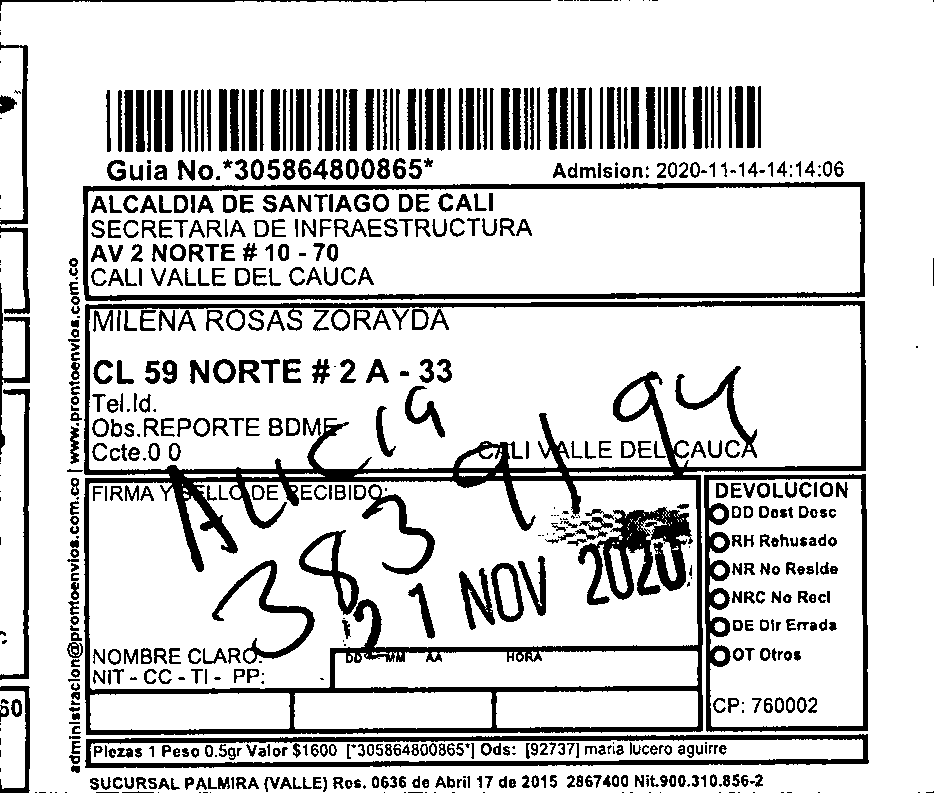 Guia No.*305864800865*
Admision: 2020-11-14-14:14:06
ALCALDIA DE SANTIAGO DE CALI
SECRETARIA DE INFRAESTRUCTURA
AV 2 NORTE # 10 - 70
CALI VALLE DEL CAUCA
MILENA ROSAS ZORAYDA
CL 59 NORTE # 2 A - 33
Tel.Id.
Obs.REPORTE BDME
Ccte.0 0
CALI VALLE DEL CAUCA
FIRMA Y SELLO DE RECIBIDO:
ALICIA
383 9194
21 NOV 2020
NOMBRE CLARO:
NIT - CC - TI - PP:
DD MM AA HORA
DEVOLUCION
DD Dest Desc
RH Rehusado
NR No Reside
NRC No Recl
DE Dir Errada
OT Otros
CP: 760002
Piezas 1 Peso 0.5gr Valor $1600 [*305864800865*] Ods: [92737] maria lucero aguirre
SUCURSAL PALMIRA (VALLE) Res. 0636 de Abril 17 de 2015 2867400 Nit.900.310.856-2
administracion@prontoenvios.com.co | www.prontoenvios.com.co
60